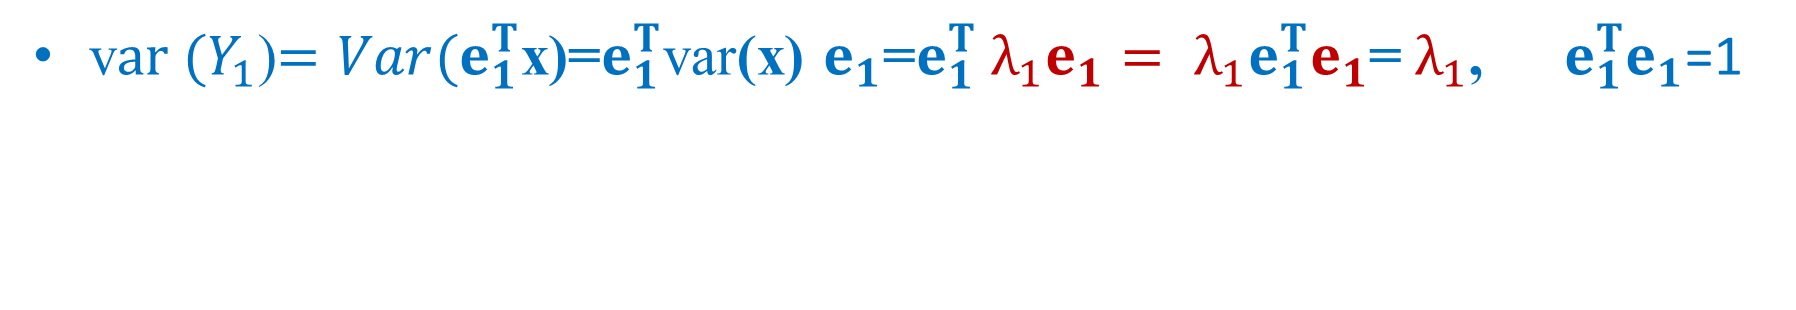 • var (𝑌₁)= 𝑉𝑎𝑟(𝐞₁ᵀ𝐱)=𝐞₁ᵀvar(𝐱) 𝐞₁=𝐞₁ᵀ λ₁𝐞₁ = λ₁𝐞₁ᵀ𝐞₁= λ₁, 𝐞₁ᵀ𝐞₁=1